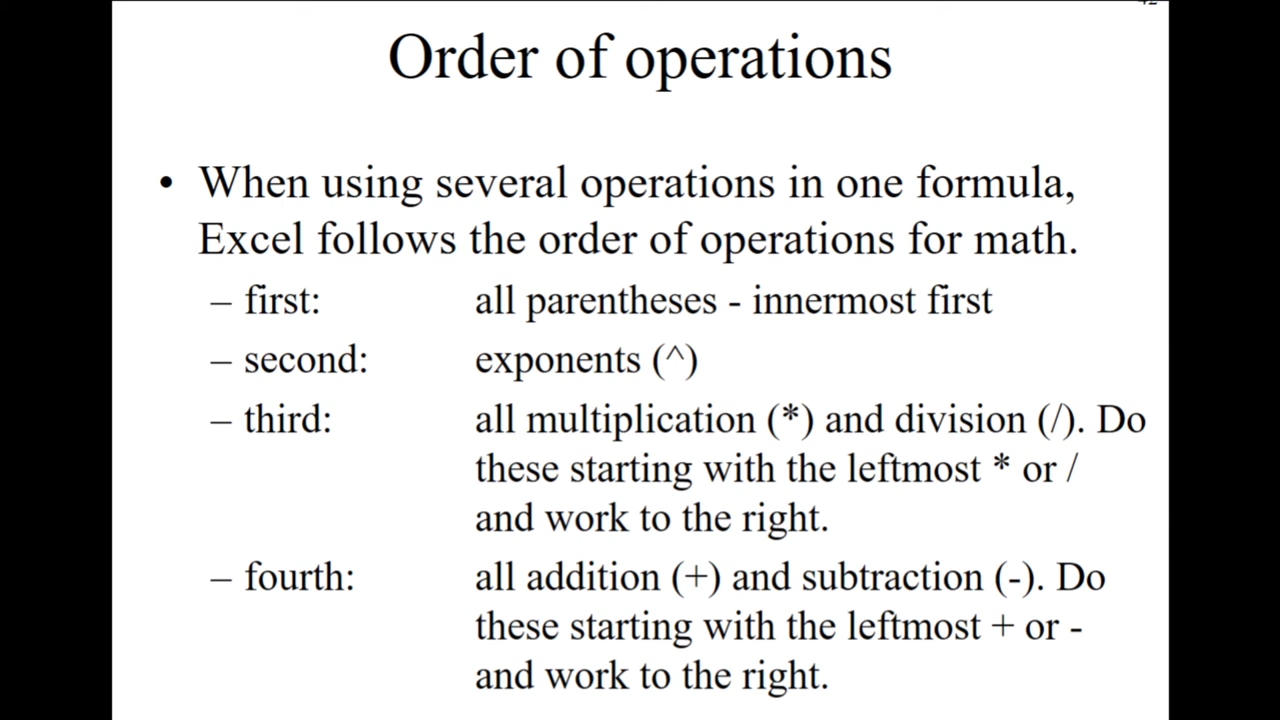 Order of operations
• When using several operations in one formula,
Excel follows the order of operations for math.
– first: all parentheses - innermost first
– second: exponents (^)
– third: all multiplication (*) and division (/). Do
these starting with the leftmost * or /
and work to the right.
– fourth: all addition (+) and subtraction (-). Do
these starting with the leftmost + or -
and work to the right.